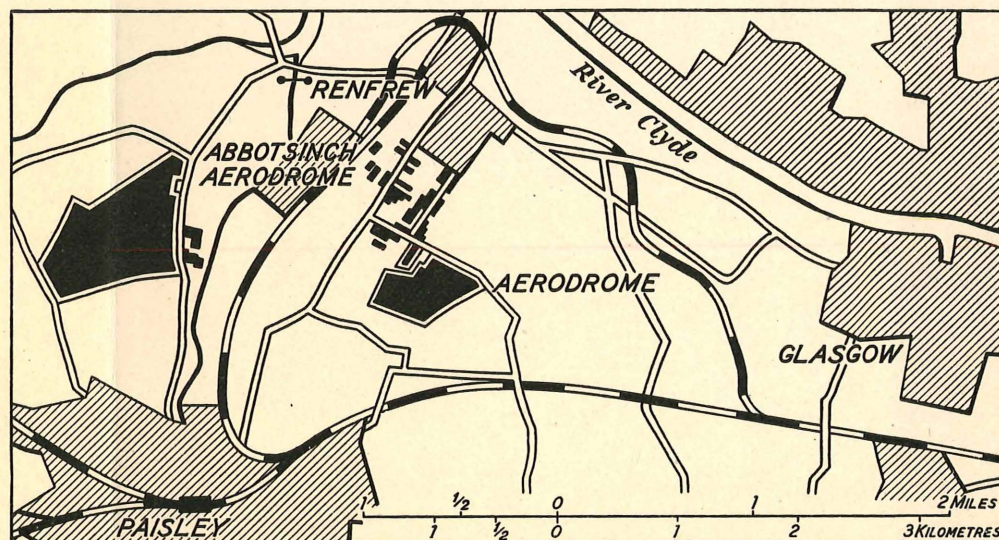 RENFREW
River Clyde
ABBOTSINCH
AERODROME
AERODROME
GLASGOW
PAISLEY
1 ½ 0 1 2 MILES
1 ½ 0 1 2 3 KILOMETRES